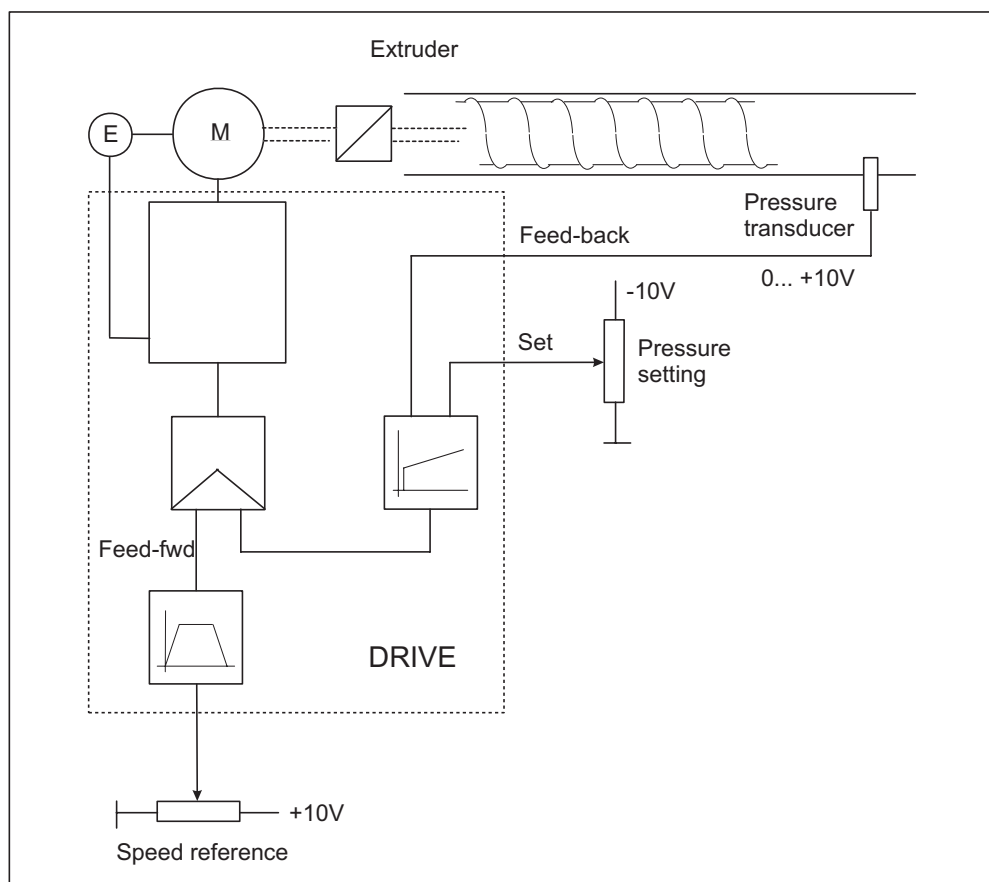 Extruder
E
M
Pressure
transducer
Feed-back
0... +10V
-10V
Set
Pressure
setting
Feed-fwd
DRIVE
+10V
Speed reference